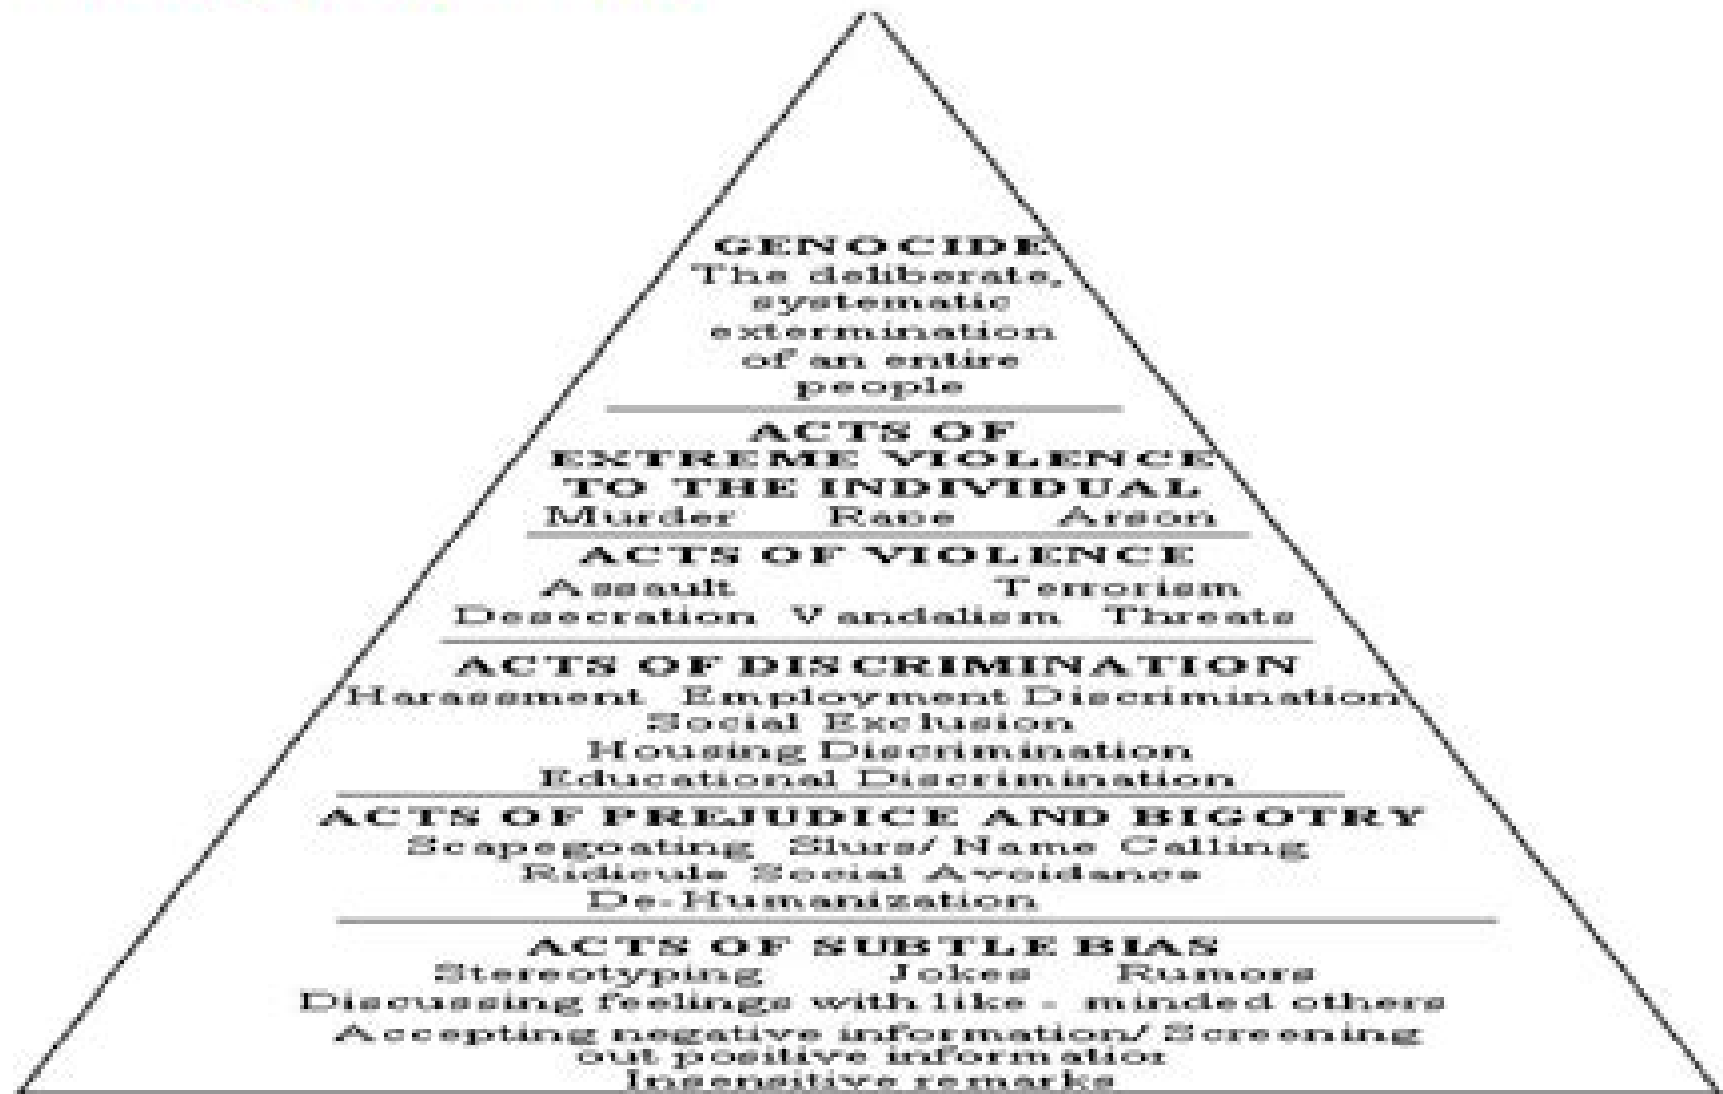 GENOCIDE
The deliberate,
systematic
extermination
of an entire
people
ACTS OF
EXTREME VIOLENCE
TO THE INDIVIDUAL
Murder Rape Arson
ACTS OF VIOLENCE
Assault Terrorism
Desecration Vandalism Threats
ACTS OF DISCRIMINATION
Harassment Employment Discrimination
Social Exclusion
Housing Discrimination
Educational Discrimination
ACTS OF PREJUDICE AND BIGOTRY
Scapegoating Slurs/ Name Calling
Ridicule Social Avoidance
De-Humanization
ACTS OF SUBTLE BIAS
Stereotyping Jokes Rumors
Discussing feelings with like - minded others
Accepting negative information/ Screening
out positive information
Insensitive remarks